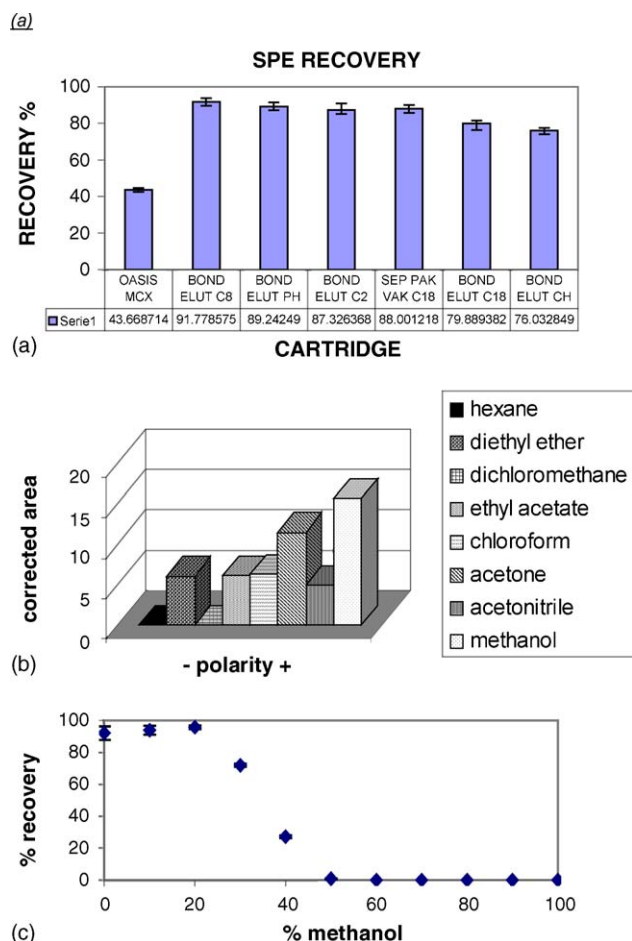 (a)
SPE RECOVERY
RECOVERY %
100
80
60
40
20
0
OASIS MCX
BOND ELUT C8
BOND ELUT PH
BOND ELUT C2
SEP PAK VAK C18
BOND ELUT C18
BOND ELUT CH
Serie1 43.668714 91.778575 89.24249 87.326368 88.001218 79.889382 76.032849
(a)
CARTRIDGE
corrected area
20
15
10
5
0
- polarity +
hexane
diethyl ether
dichloromethane
ethyl acetate
chloroform
acetone
acetonitrile
methanol
(b)
% recovery
100
80
60
40
20
0
0 20 40 60 80 100
% methanol
(c)